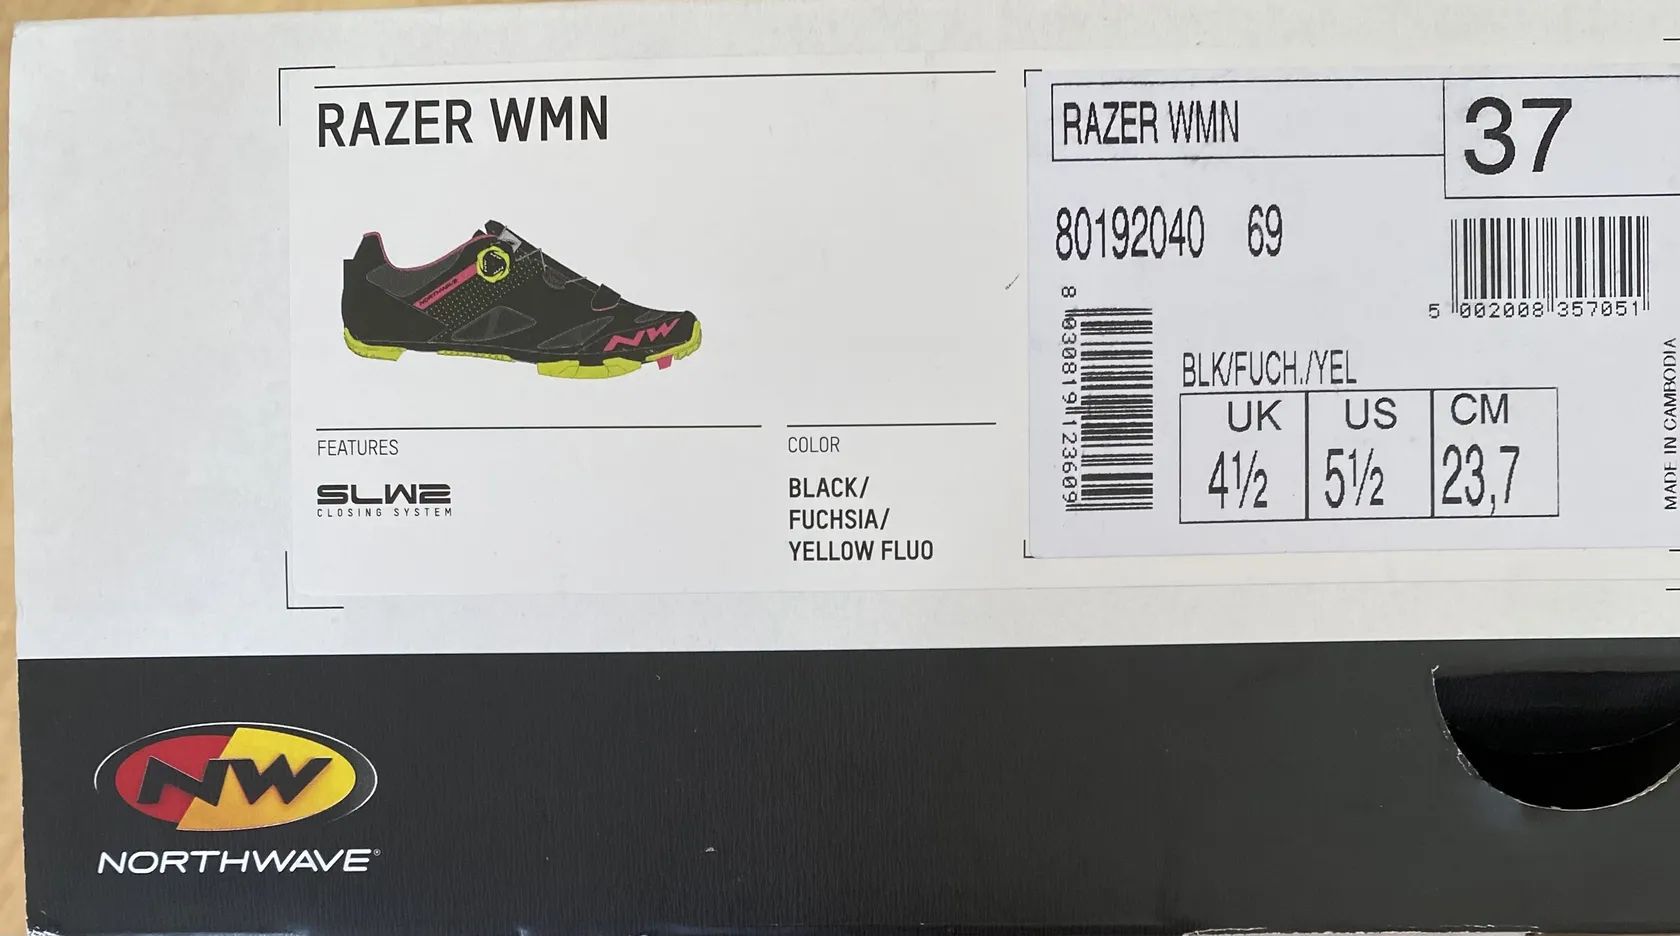 RAZER WMN
NORTHWAVE
NW
FEATURES
SLW2
CLOSING SYSTEM
COLOR
BLACK/
FUCHSIA/
YELLOW FLUO
RAZER WMN
37
80192040 69
5 002008 357051
8 030819 123609
BLK/FUCH./YEL
UK US CM
4½ 5½ 23,7
MADE IN CAMBODIA
NW
NORTHWAVE®